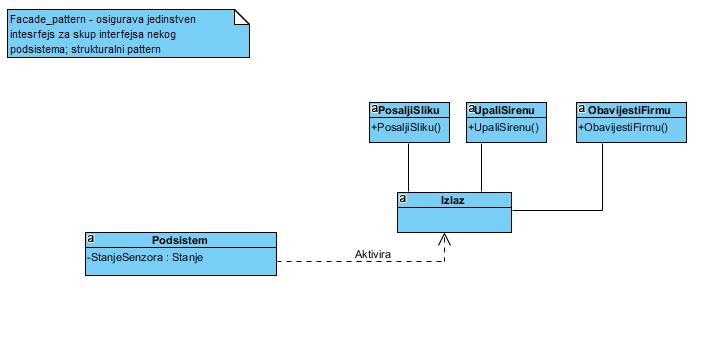 Facade_pattern - osigurava jedinstven
intesrfejs za skup interfejsa nekog
podsistema; strukturalni pattern
a PosaljiSliku
+PosaljiSliku()
a UpaliSirenu
+UpaliSirenu()
a ObavijestiFirmu
+ObavijestiFirmu()
a Izlaz
a Podsistem
-StanjeSenzora : Stanje
Aktivira